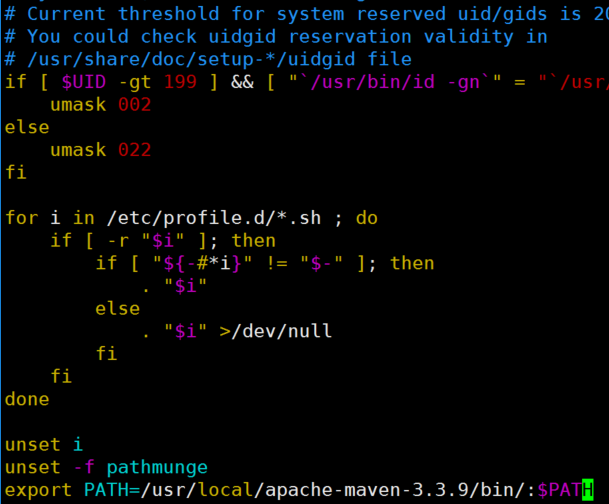 # Current threshold for system reserved uid/gids is 20
# You could check uidgid reservation validity in
# /usr/share/doc/setup-*/uidgid file
if [ $UID -gt 199 ] && [ "`/usr/bin/id -gn`" = "`/usr/
    umask 002
else
    umask 022
fi

for i in /etc/profile.d/*.sh ; do
    if [ -r "$i" ]; then
        if [ "${-#*i}" != "$-" ]; then
            . "$i"
        else
            . "$i" >/dev/null
        fi
    fi
done

unset i
unset -f pathmunge
export PATH=/usr/local/apache-maven-3.3.9/bin/:$PATH